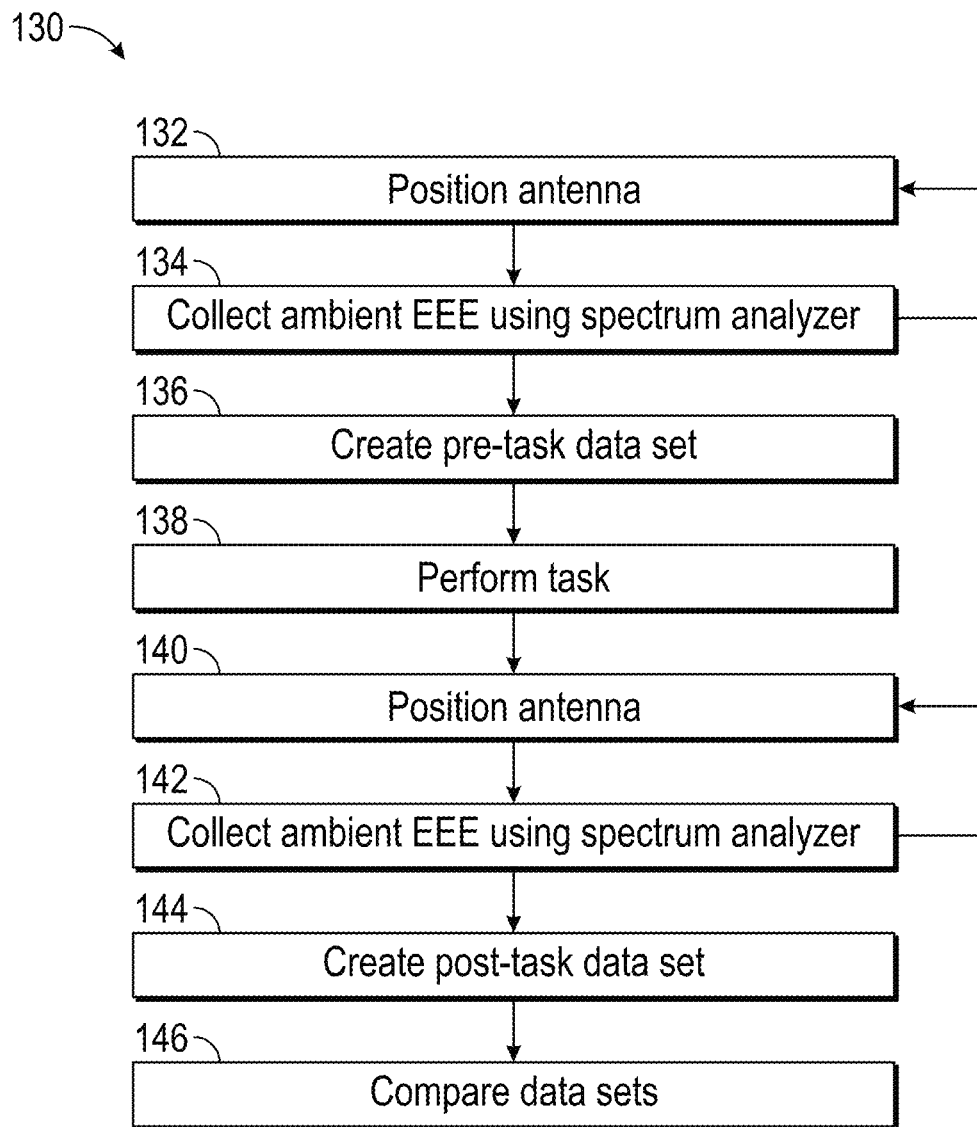 130
132
Position antenna
134
Collect ambient EEE using spectrum analyzer
136
Create pre-task data set
138
Perform task
140
Position antenna
142
Collect ambient EEE using spectrum analyzer
144
Create post-task data set
146
Compare data sets